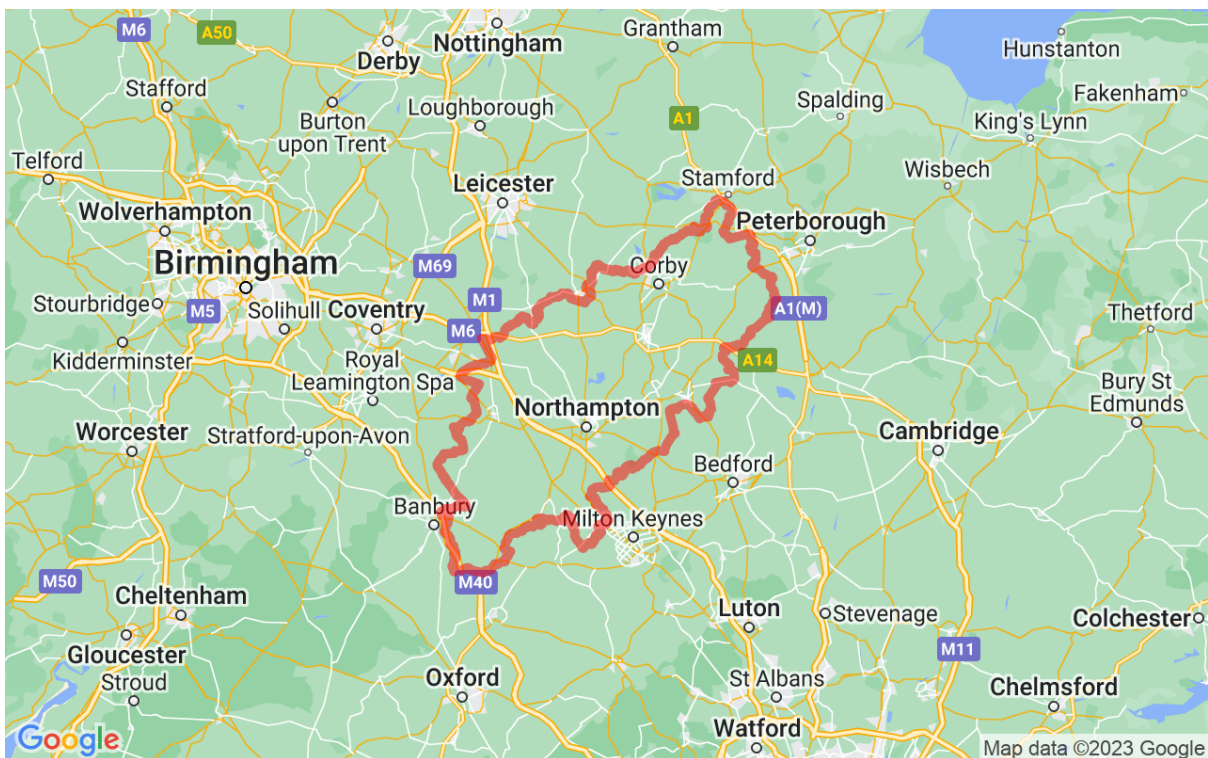 M6
A50
Nottingham
Grantham
Hunstanton
Derby
Stafford
Loughborough
Spalding
Fakenham
Burton
upon Trent
A1
King's Lynn
Telford
Leicester
Stamford
Wisbech
Wolverhampton
Peterborough
Birmingham
M69
Corby
Stourbridge
M5
Solihull
Coventry
M1
M6
A1(M)
Thetford
Kidderminster
Royal
Leamington Spa
A14
Bury St
Edmunds
Northampton
Worcester
Stratford-upon-Avon
Cambridge
Bedford
Banbury
Milton Keynes
M50
M40
Cheltenham
Luton
Stevenage
Colchester
Gloucester
M11
Stroud
Oxford
St Albans
Chelmsford
Watford
Google
Map data ©2023 Google